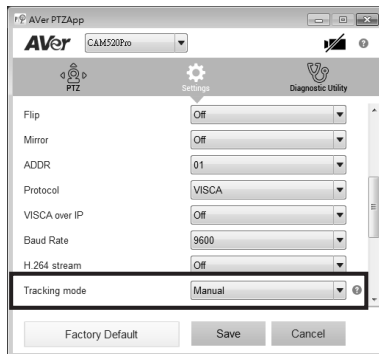 AVer PTZApp
AVer CAM520Pro
PTZ Settings Diagnostic Utility
Flip Off
Mirror Off
ADDR 01
Protocol VISCA
VISCA over IP Off
Baud Rate 9600
H.264 stream Off
Tracking mode Manual ?
Factory Default Save Cancel